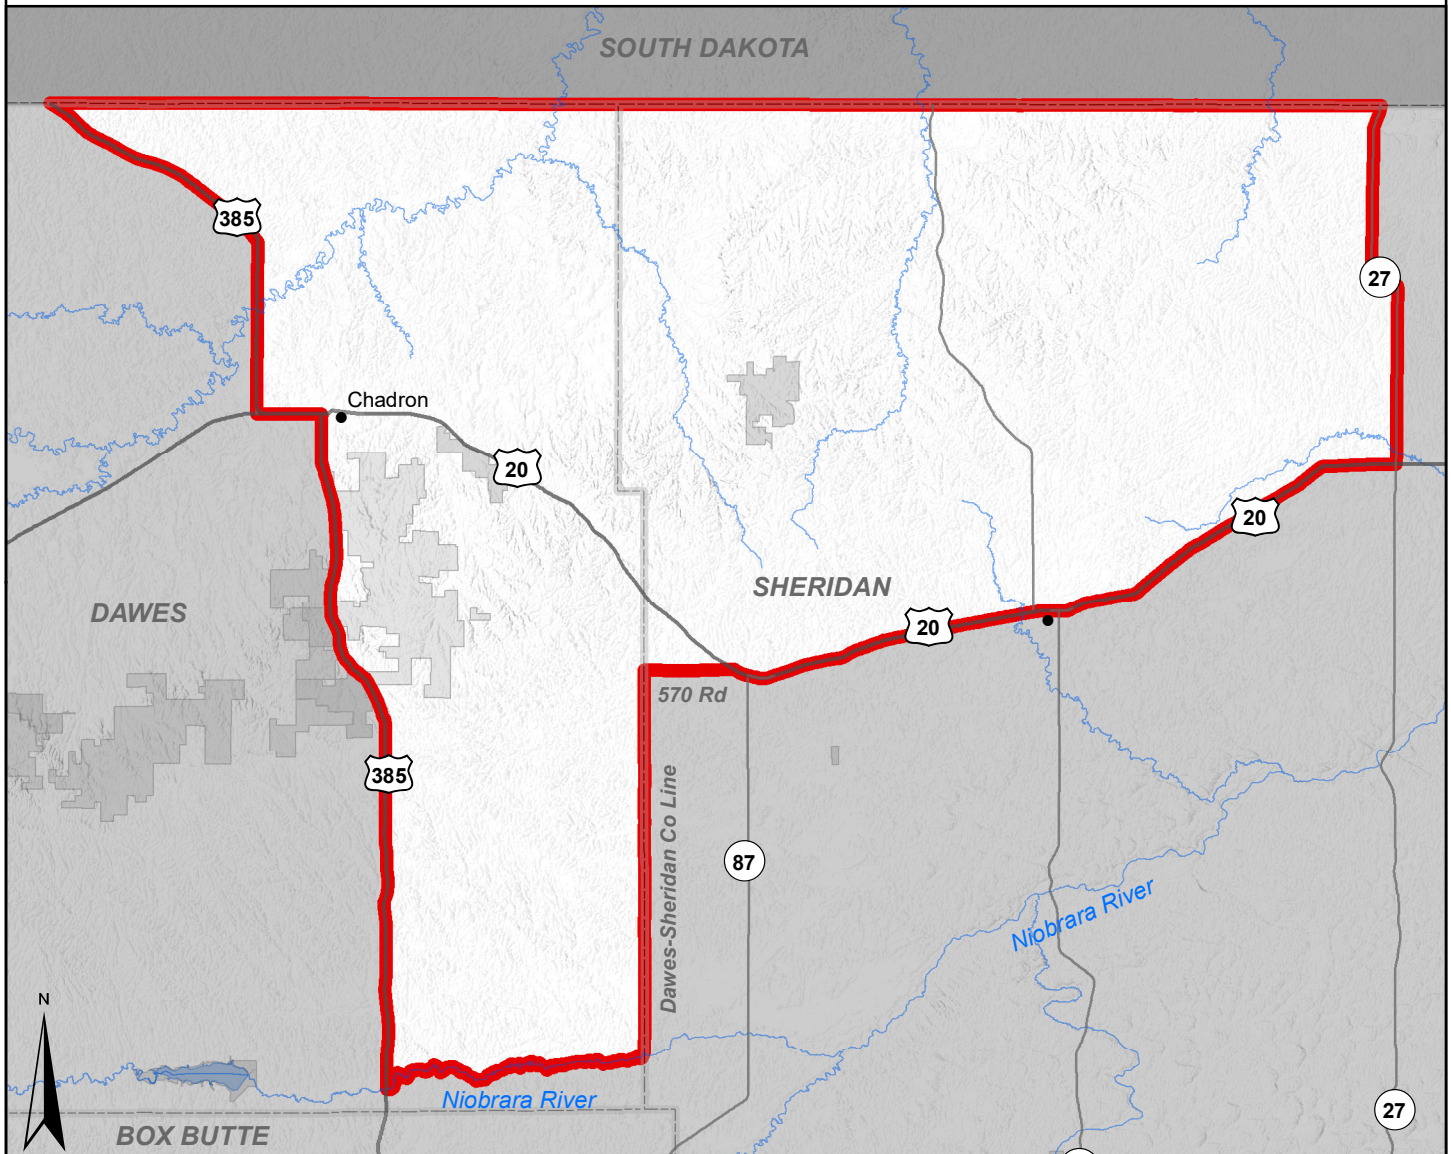 SOUTH DAKOTA
385
27
Chadron
20
20
SHERIDAN
DAWES
20
570 Rd
385
Dawes-Sheridan Co Line
87
Niobrara River
N
Niobrara River
27
BOX BUTTE